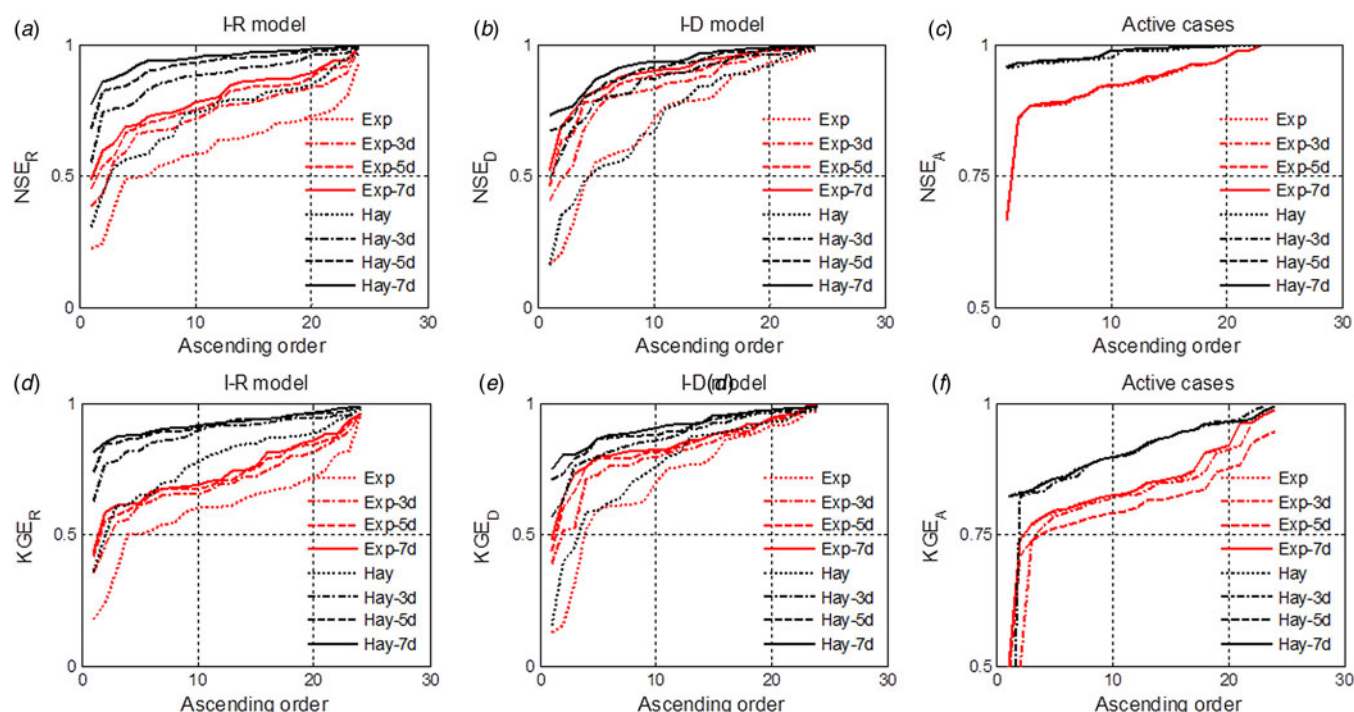 (a) I-R model
1
0.5
0
NSE_R
0 10 20 30
Ascending order
Exp
Exp-3d
Exp-5d
Exp-7d
Hay
Hay-3d
Hay-5d
Hay-7d
(b) I-D model
1
0.5
0
NSE_D
0 10 20 30
Ascending order
Exp
Exp-3d
Exp-5d
Exp-7d
Hay
Hay-3d
Hay-5d
Hay-7d
(c) Active cases
1
0.75
0.5
NSE_A
0 10 20 30
Ascending order
Exp
Exp-3d
Exp-5d
Exp-7d
Hay
Hay-3d
Hay-5d
Hay-7d
(d) I-R model
1
0.5
0
KGE_R
0 10 20 30
Ascending order
Exp
Exp-3d
Exp-5d
Exp-7d
Hay
Hay-3d
Hay-5d
Hay-7d
(e) I-D model (d)
1
0.5
0
KGE_D
0 10 20 30
Ascending order
Exp
Exp-3d
Exp-5d
Exp-7d
Hay
Hay-3d
Hay-5d
Hay-7d
(f) Active cases
1
0.75
0.5
KGE_A
0 10 20 30
Ascending order
Exp
Exp-3d
Exp-5d
Exp-7d
Hay
Hay-3d
Hay-5d
Hay-7d